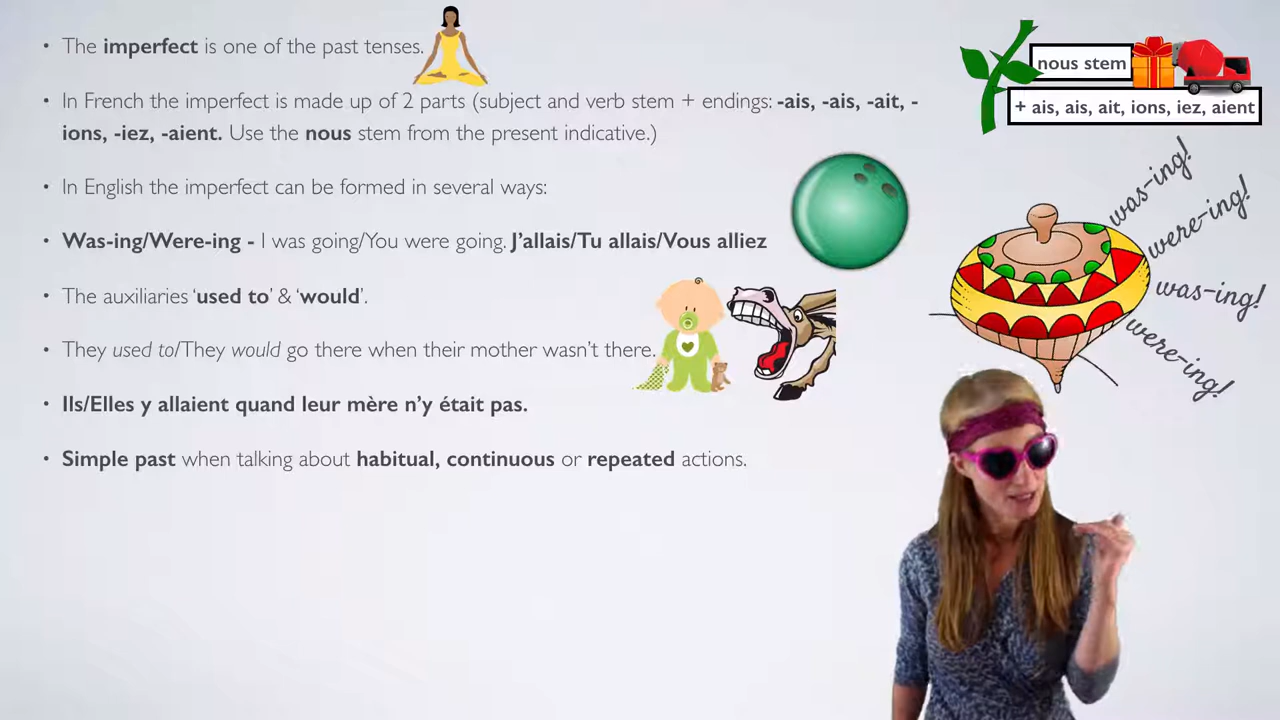 • The imperfect is one of the past tenses.
• In French the imperfect is made up of 2 parts (subject and verb stem + endings: -ais, -ais, -ait, -
ions, -iez, -aient. Use the nous stem from the present indicative.)
• In English the imperfect can be formed in several ways:
• Was-ing/Were-ing - I was going/You were going. J’allais/Tu allais/Vous alliez
• The auxiliaries ‘used to’ & ‘would’.
• They used to/They would go there when their mother wasn’t there.
• Ils/Elles y allaient quand leur mère n’y était pas.
• Simple past when talking about habitual, continuous or repeated actions.
nous stem
+ ais, ais, ait, ions, iez, aient
was-ing!
were-ing!
was-ing!
were-ing!